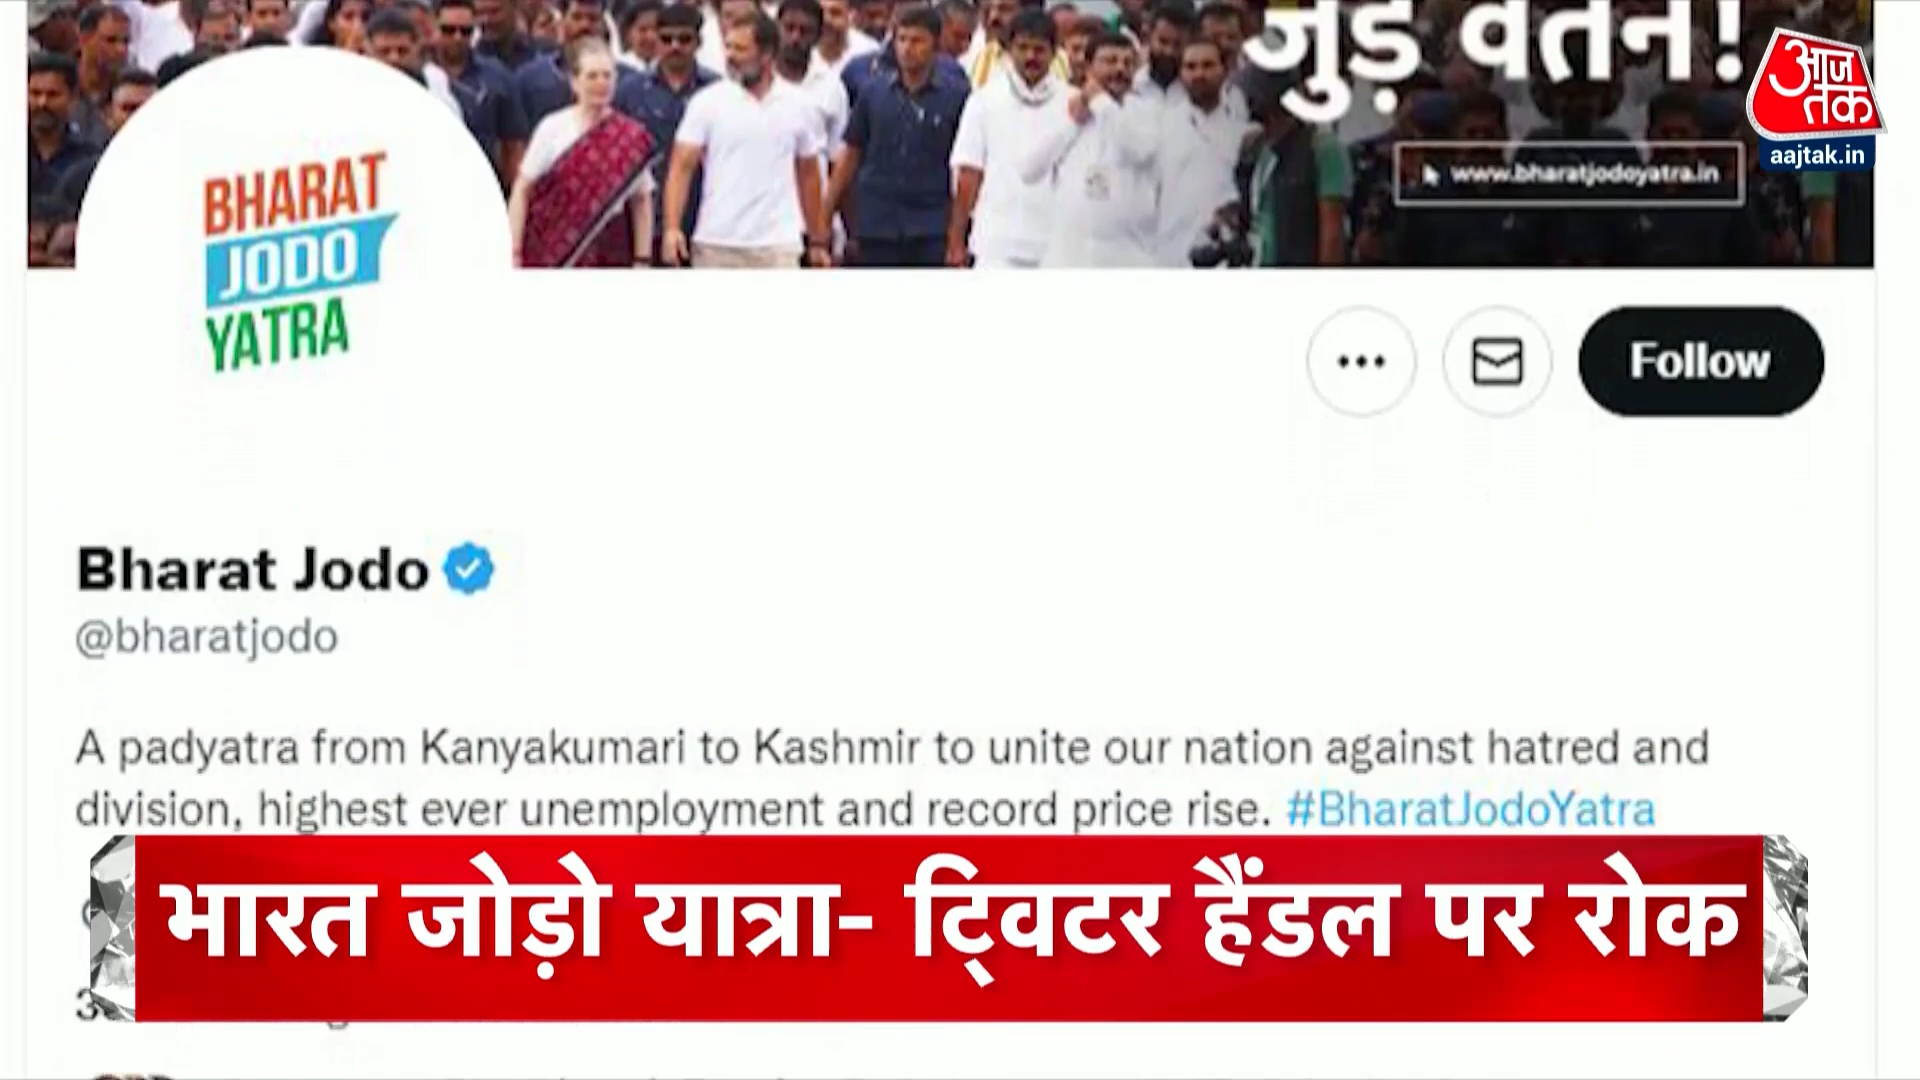 जुड़े वतन!
आज तक
aajtak.in
www.bharatjodoyatra.in
BHARAT
JODO
YATRA
Follow
Bharat Jodo
@bharatjodo
A padyatra from Kanyakumari to Kashmir to unite our nation against hatred and
division, highest ever unemployment and record price rise. #BharatJodoYatra
भारत जोड़ो यात्रा- ट्विटर हैंडल पर रोक